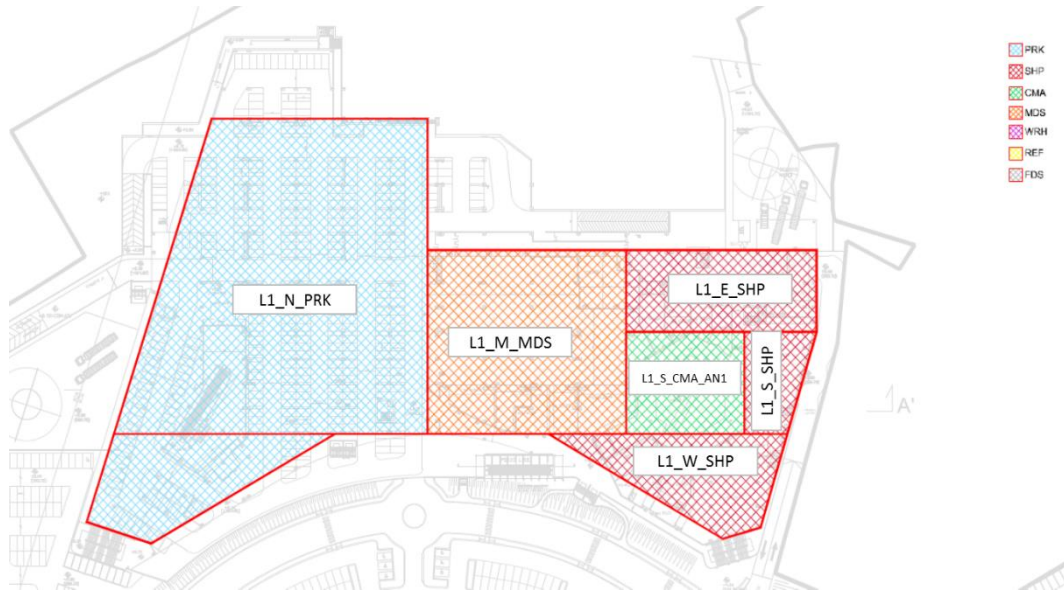 PRK
SHP
CMA
MDS
WRH
REF
FDS
L1_N_PRK
L1_M_MDS
L1_E_SHP
L1_S_CMA_AN1
L1_S_SHP
L1_W_SHP
A'